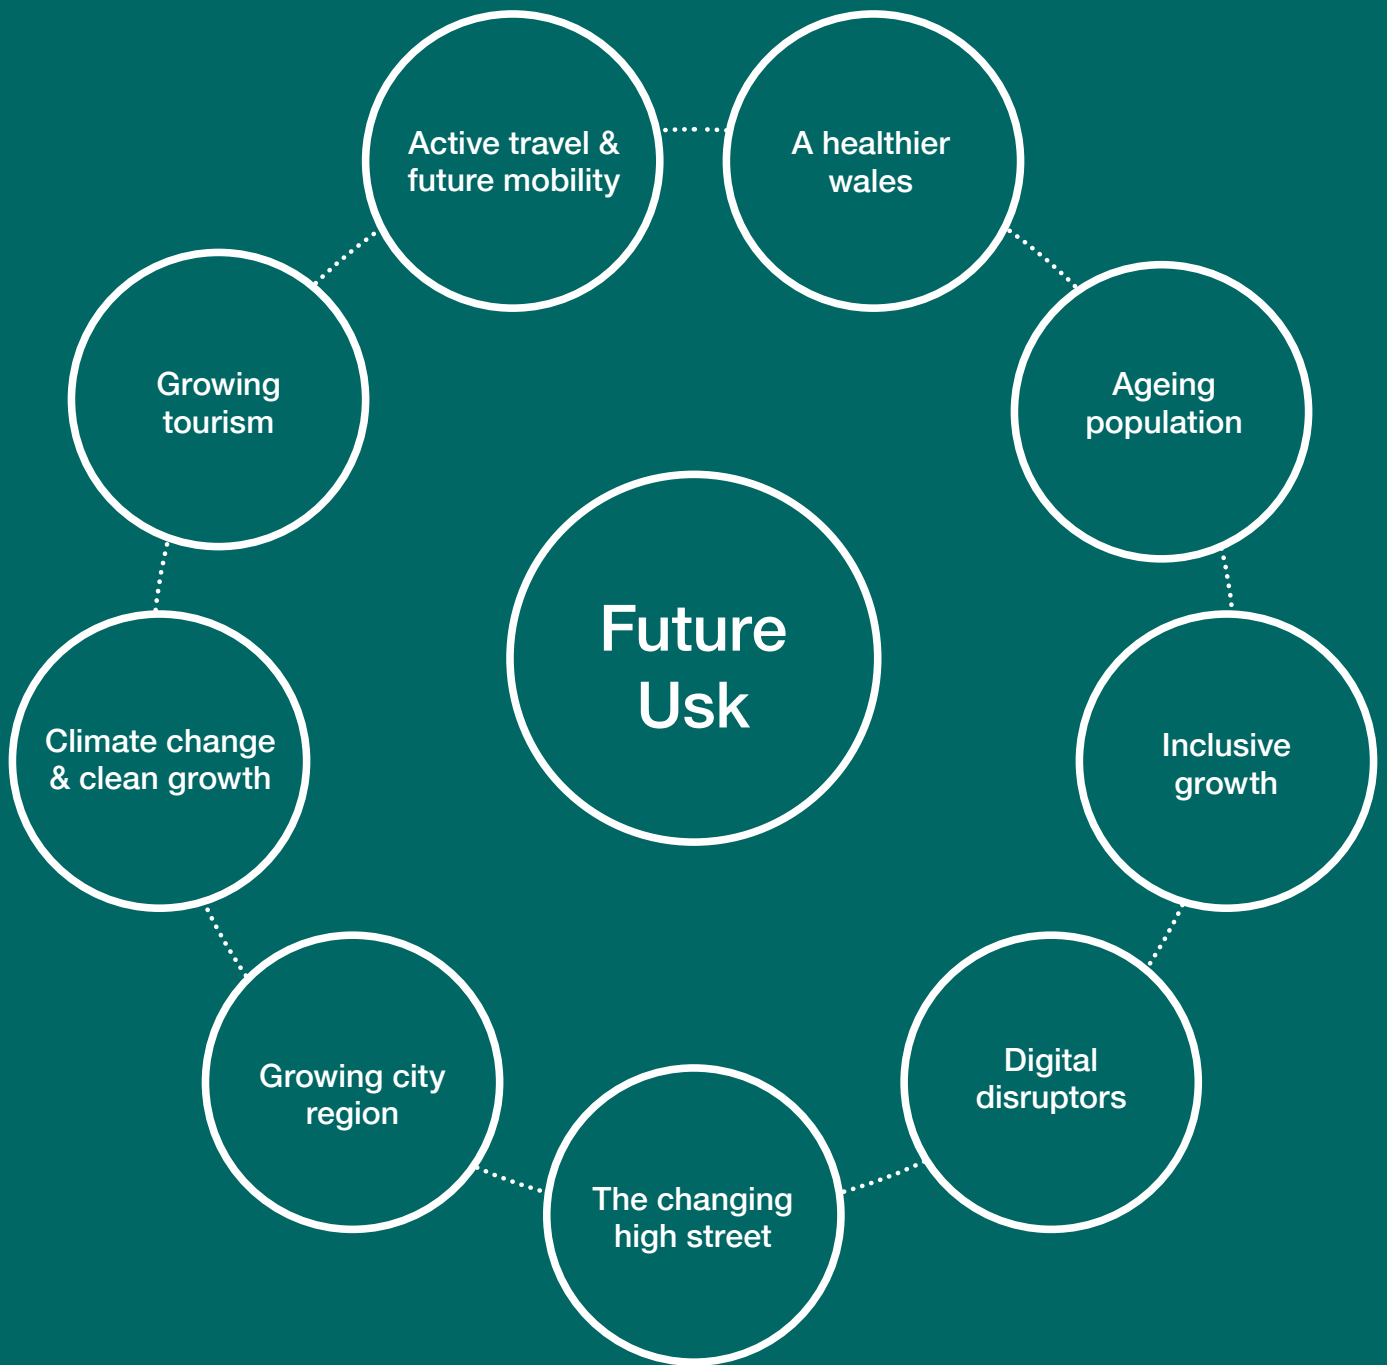 Active travel &
future mobility
A healthier
wales
Growing
tourism
Ageing
population
Future
Usk
Climate change
& clean growth
Inclusive
growth
Growing city
region
Digital
disruptors
The changing
high street